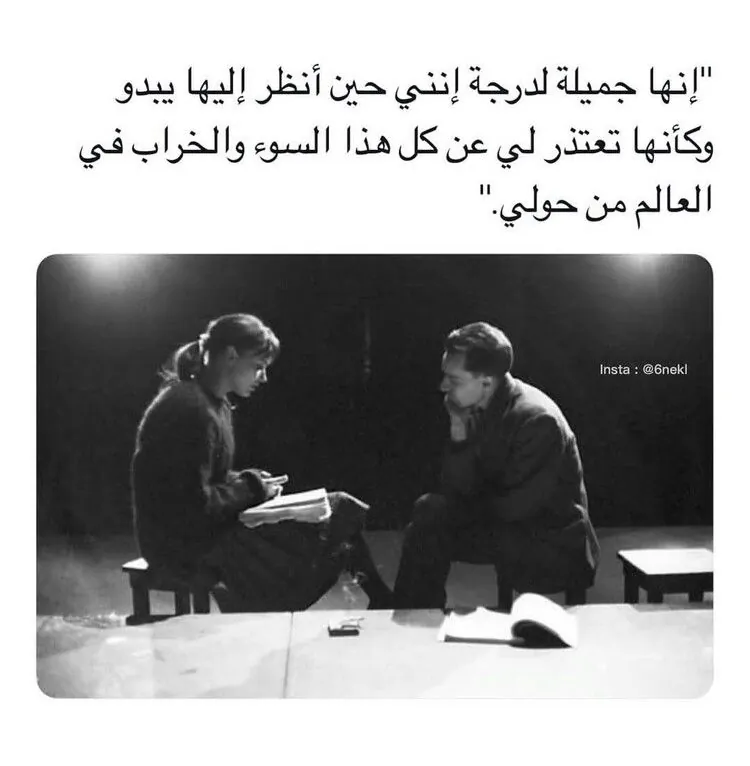 "إنها جميلة لدرجة إنني حين أنظر إليها يبدو
وكأنها تعتذر لي عن كل هذا السوء والخراب في
العالم من حولي."
Insta : @6nekl